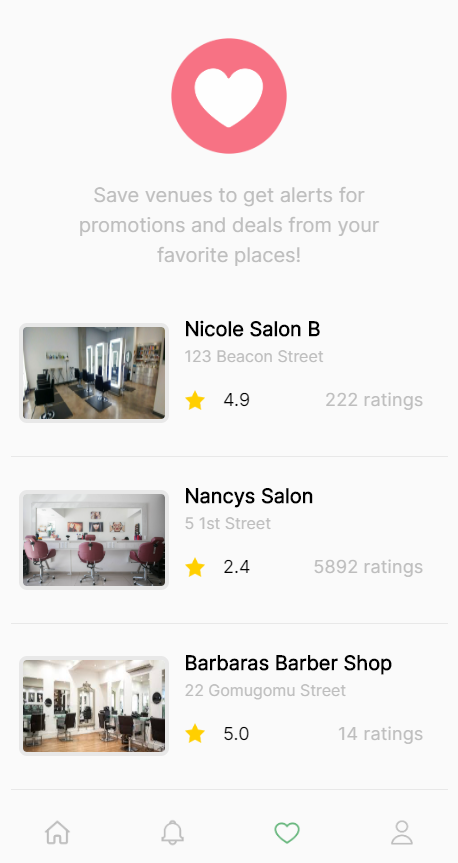 Save venues to get alerts for
promotions and deals from your
favorite places!
Nicole Salon B
123 Beacon Street
4.9 222 ratings
Nancys Salon
5 1st Street
2.4 5892 ratings
Barbaras Barber Shop
22 Gomugomu Street
5.0 14 ratings